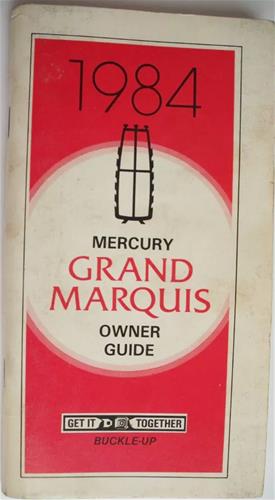 1984
MERCURY
GRAND
MARQUIS
OWNER
GUIDE
GET IT TOGETHER
BUCKLE-UP